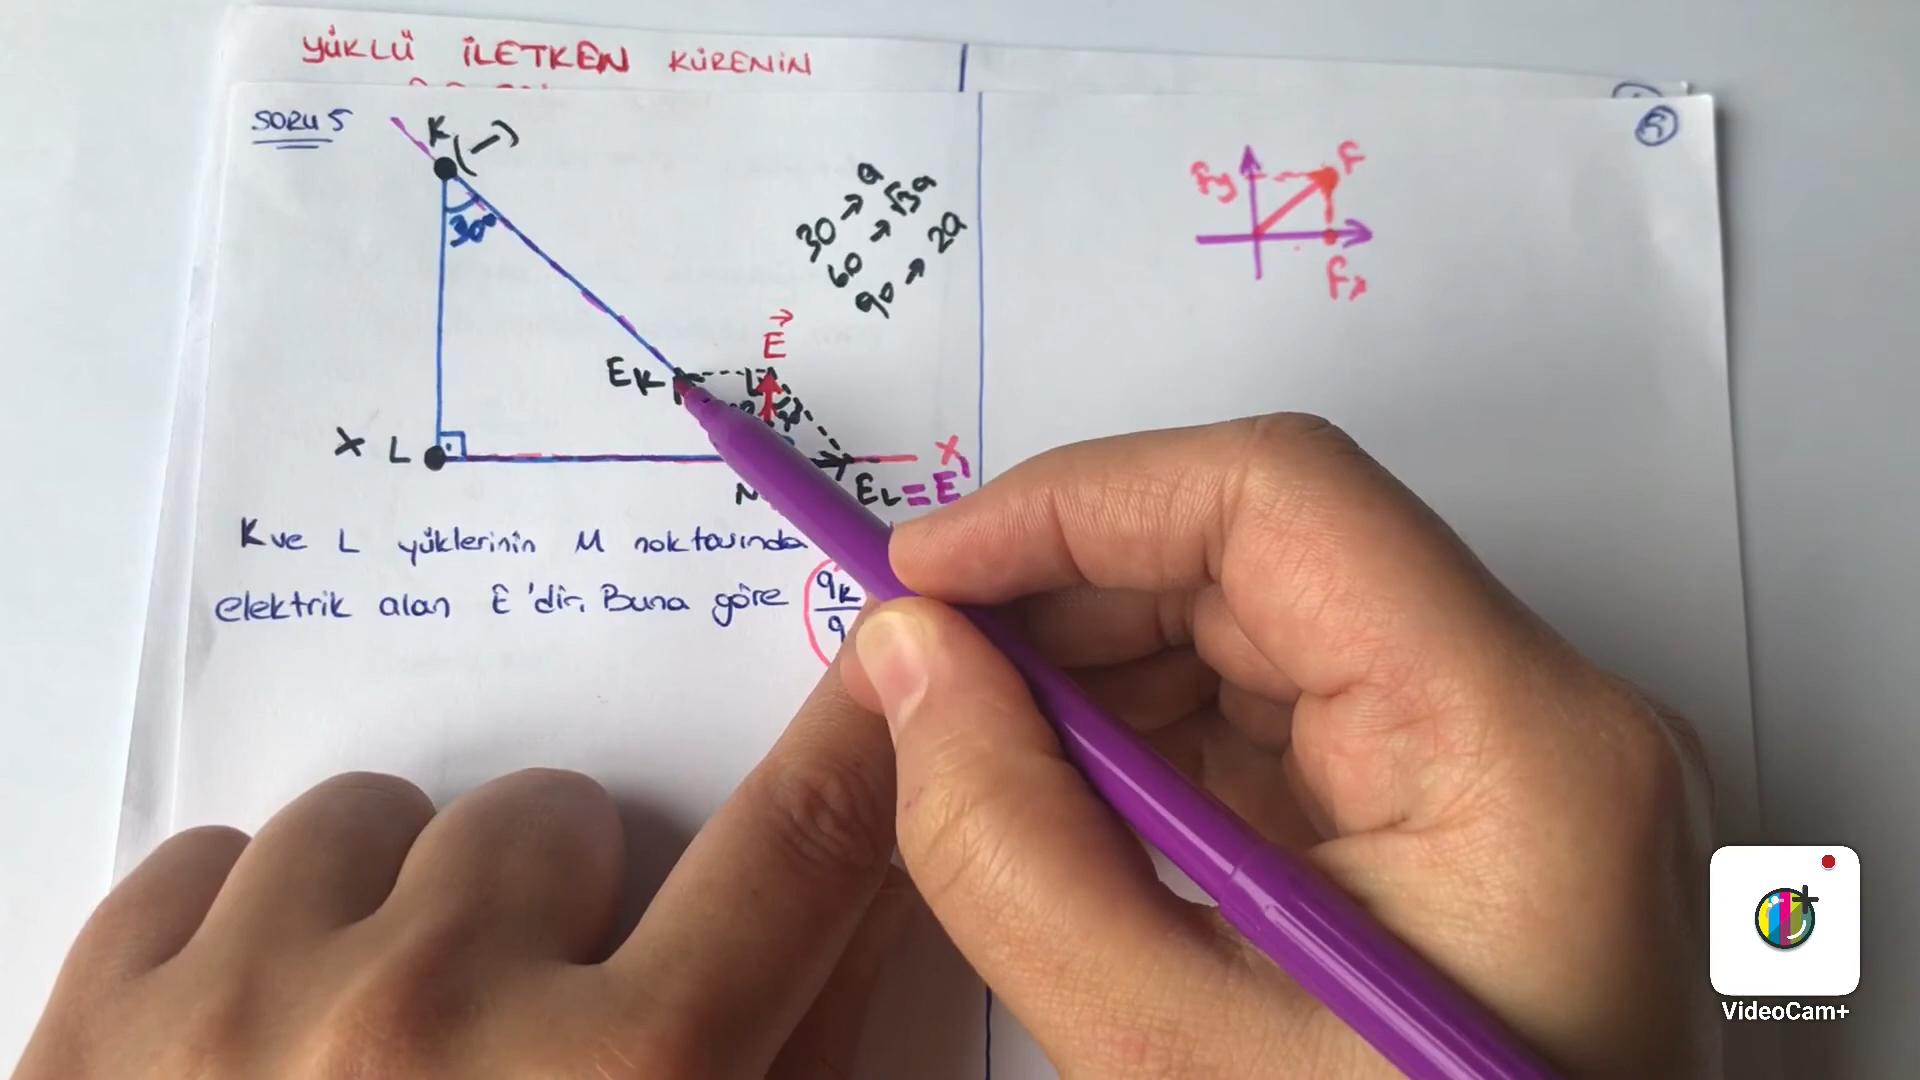 YÜKLÜ İLETKEN KÜRENİN
SORU 5
K (-)
30°
30 → a
60 → √3a
90 → 2a
E
EK
X L
X
EL = E
K ve L yüklerinin M noktasında
elektrik alan E 'dir. Buna göre qK
q
5
Fy
F
Fx
VideoCam+